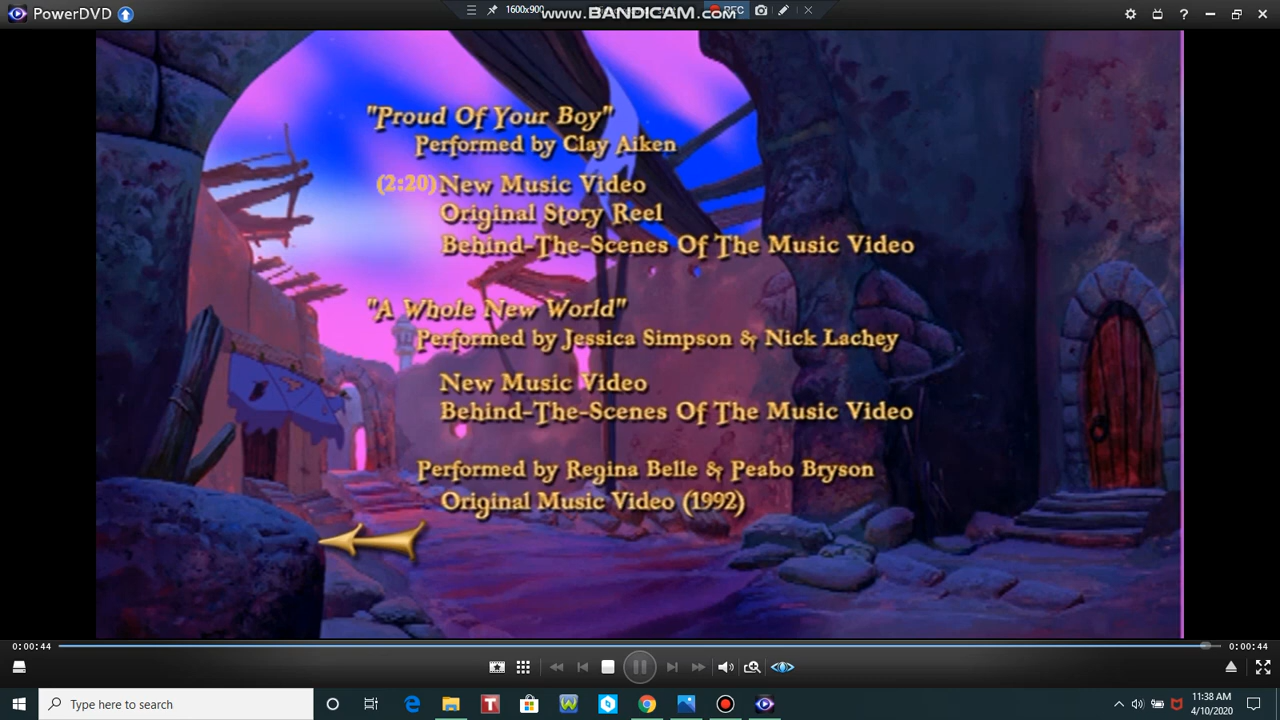 PowerDVD
1600x900
www.BANDICAM.com
REC
"Proud Of Your Boy"
Performed by Clay Aiken
(2:20) New Music Video
Original Story Reel
Behind-The-Scenes Of The Music Video
"A Whole New World"
Performed by Jessica Simpson & Nick Lachey
New Music Video
Behind-The-Scenes Of The Music Video
Performed by Regina Belle & Peabo Bryson
Original Music Video (1992)
0:00:44
0:00:44
Type here to search
11:38 AM
4/10/2020